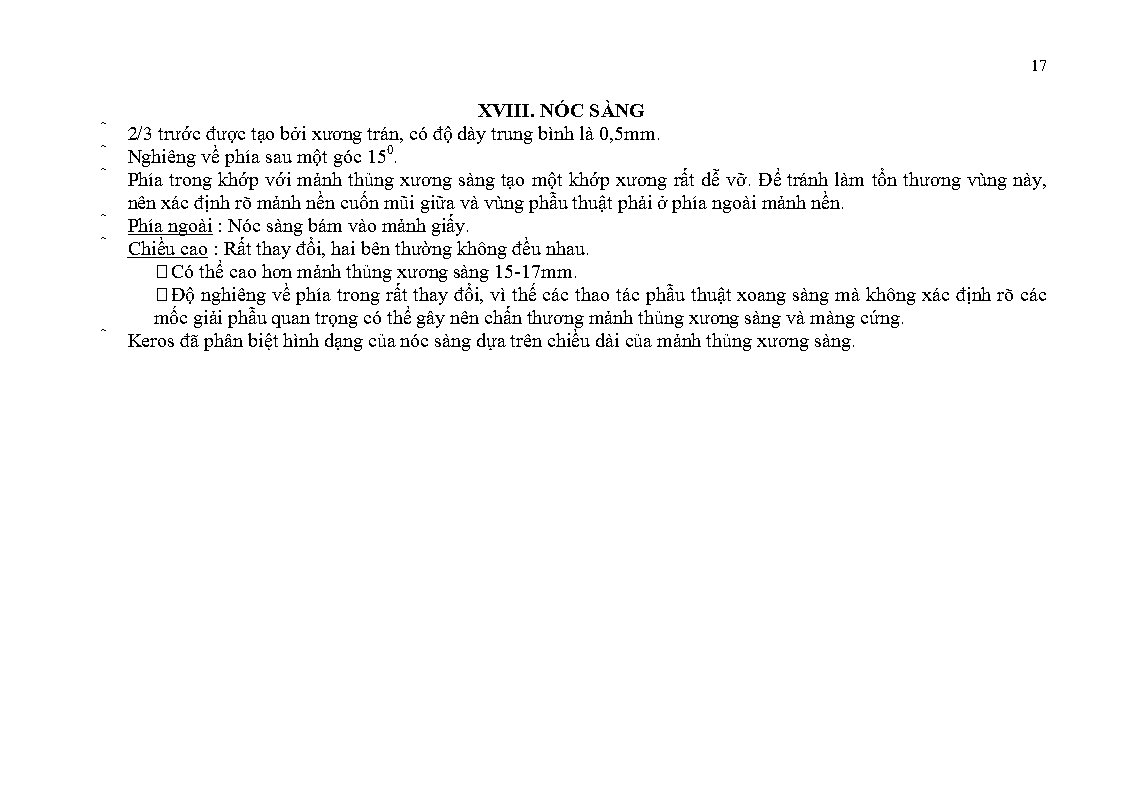 17
XVIII. NÓC SÀNG
~ 2/3 trước được tạo bởi xương trán, có độ dày trung bình là 0,5mm.
~ Nghiêng về phía sau một góc 15⁰.
~ Phía trong khớp với mảnh thủng xương sàng tạo một khớp xương rất dễ vỡ. Để tránh làm tổn thương vùng này,
nên xác định rõ mảnh nền cuốn mũi giữa và vùng phẫu thuật phải ở phía ngoài mảnh nền.
~ Phía ngoài : Nóc sàng bám vào mảnh giấy.
~ Chiều cao : Rất thay đổi, hai bên thường không đều nhau.
□Có thể cao hơn mảnh thủng xương sàng 15-17mm.
□Độ nghiêng về phía trong rất thay đổi, vì thế các thao tác phẫu thuật xoang sàng mà không xác định rõ các
mốc giải phẫu quan trọng có thể gây nên chấn thương mảnh thủng xương sàng và màng cứng.
~ Keros đã phân biệt hình dạng của nóc sàng dựa trên chiều dài của mảnh thủng xương sàng.